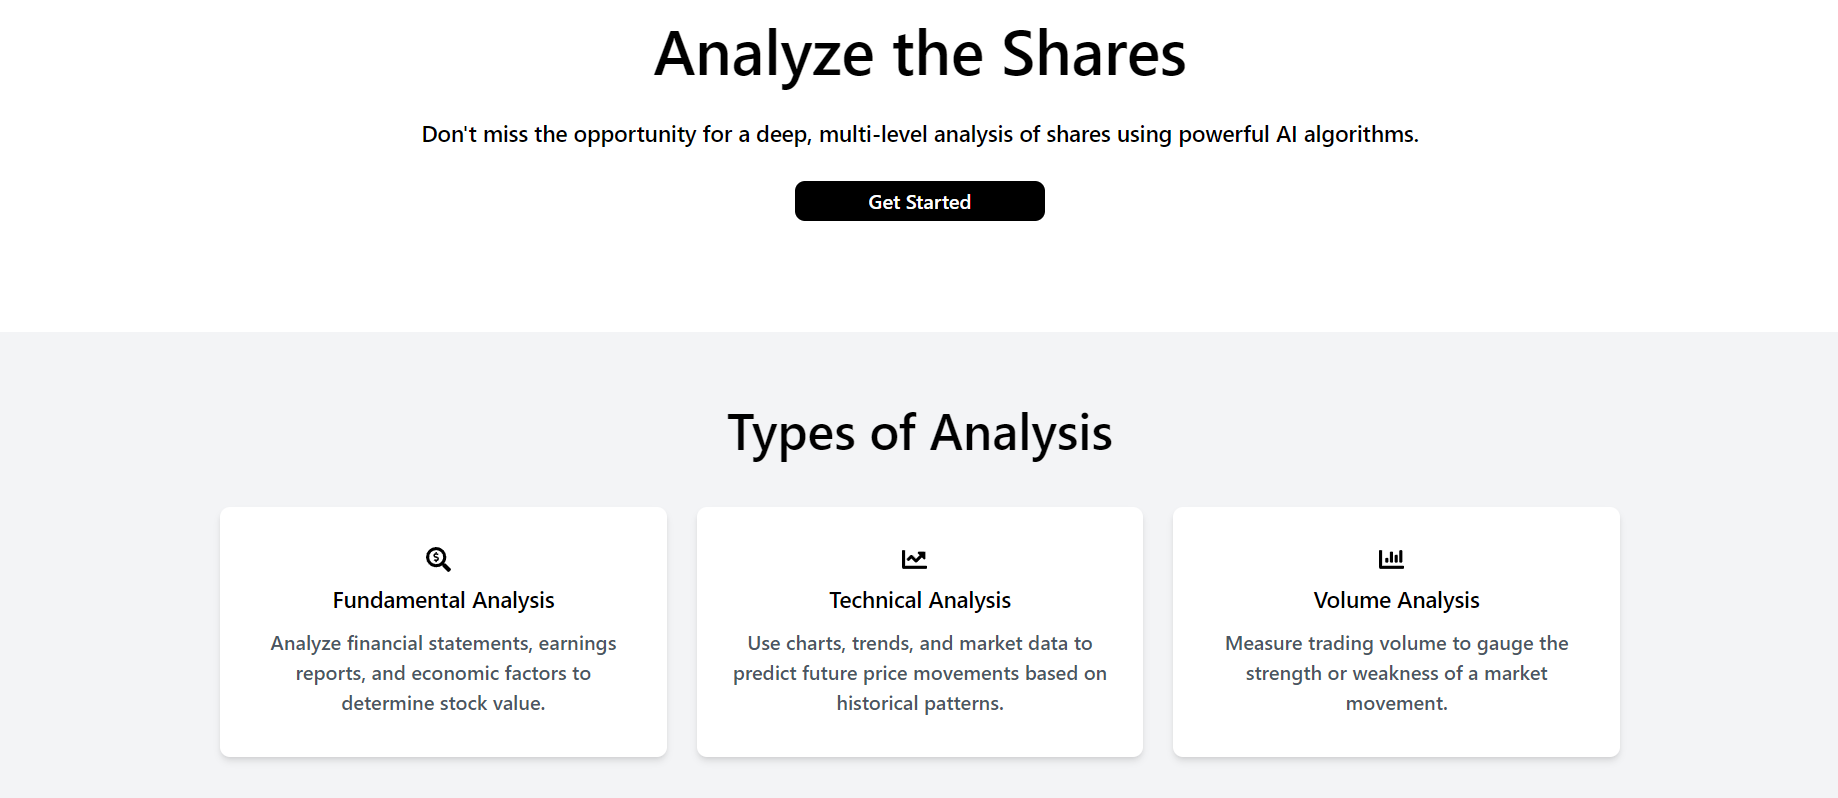 Analyze the Shares
Don't miss the opportunity for a deep, multi-level analysis of shares using powerful AI algorithms.
Get Started
Types of Analysis
Fundamental Analysis
Analyze financial statements, earnings
reports, and economic factors to
determine stock value.
Technical Analysis
Use charts, trends, and market data to
predict future price movements based on
historical patterns.
Volume Analysis
Measure trading volume to gauge the
strength or weakness of a market
movement.